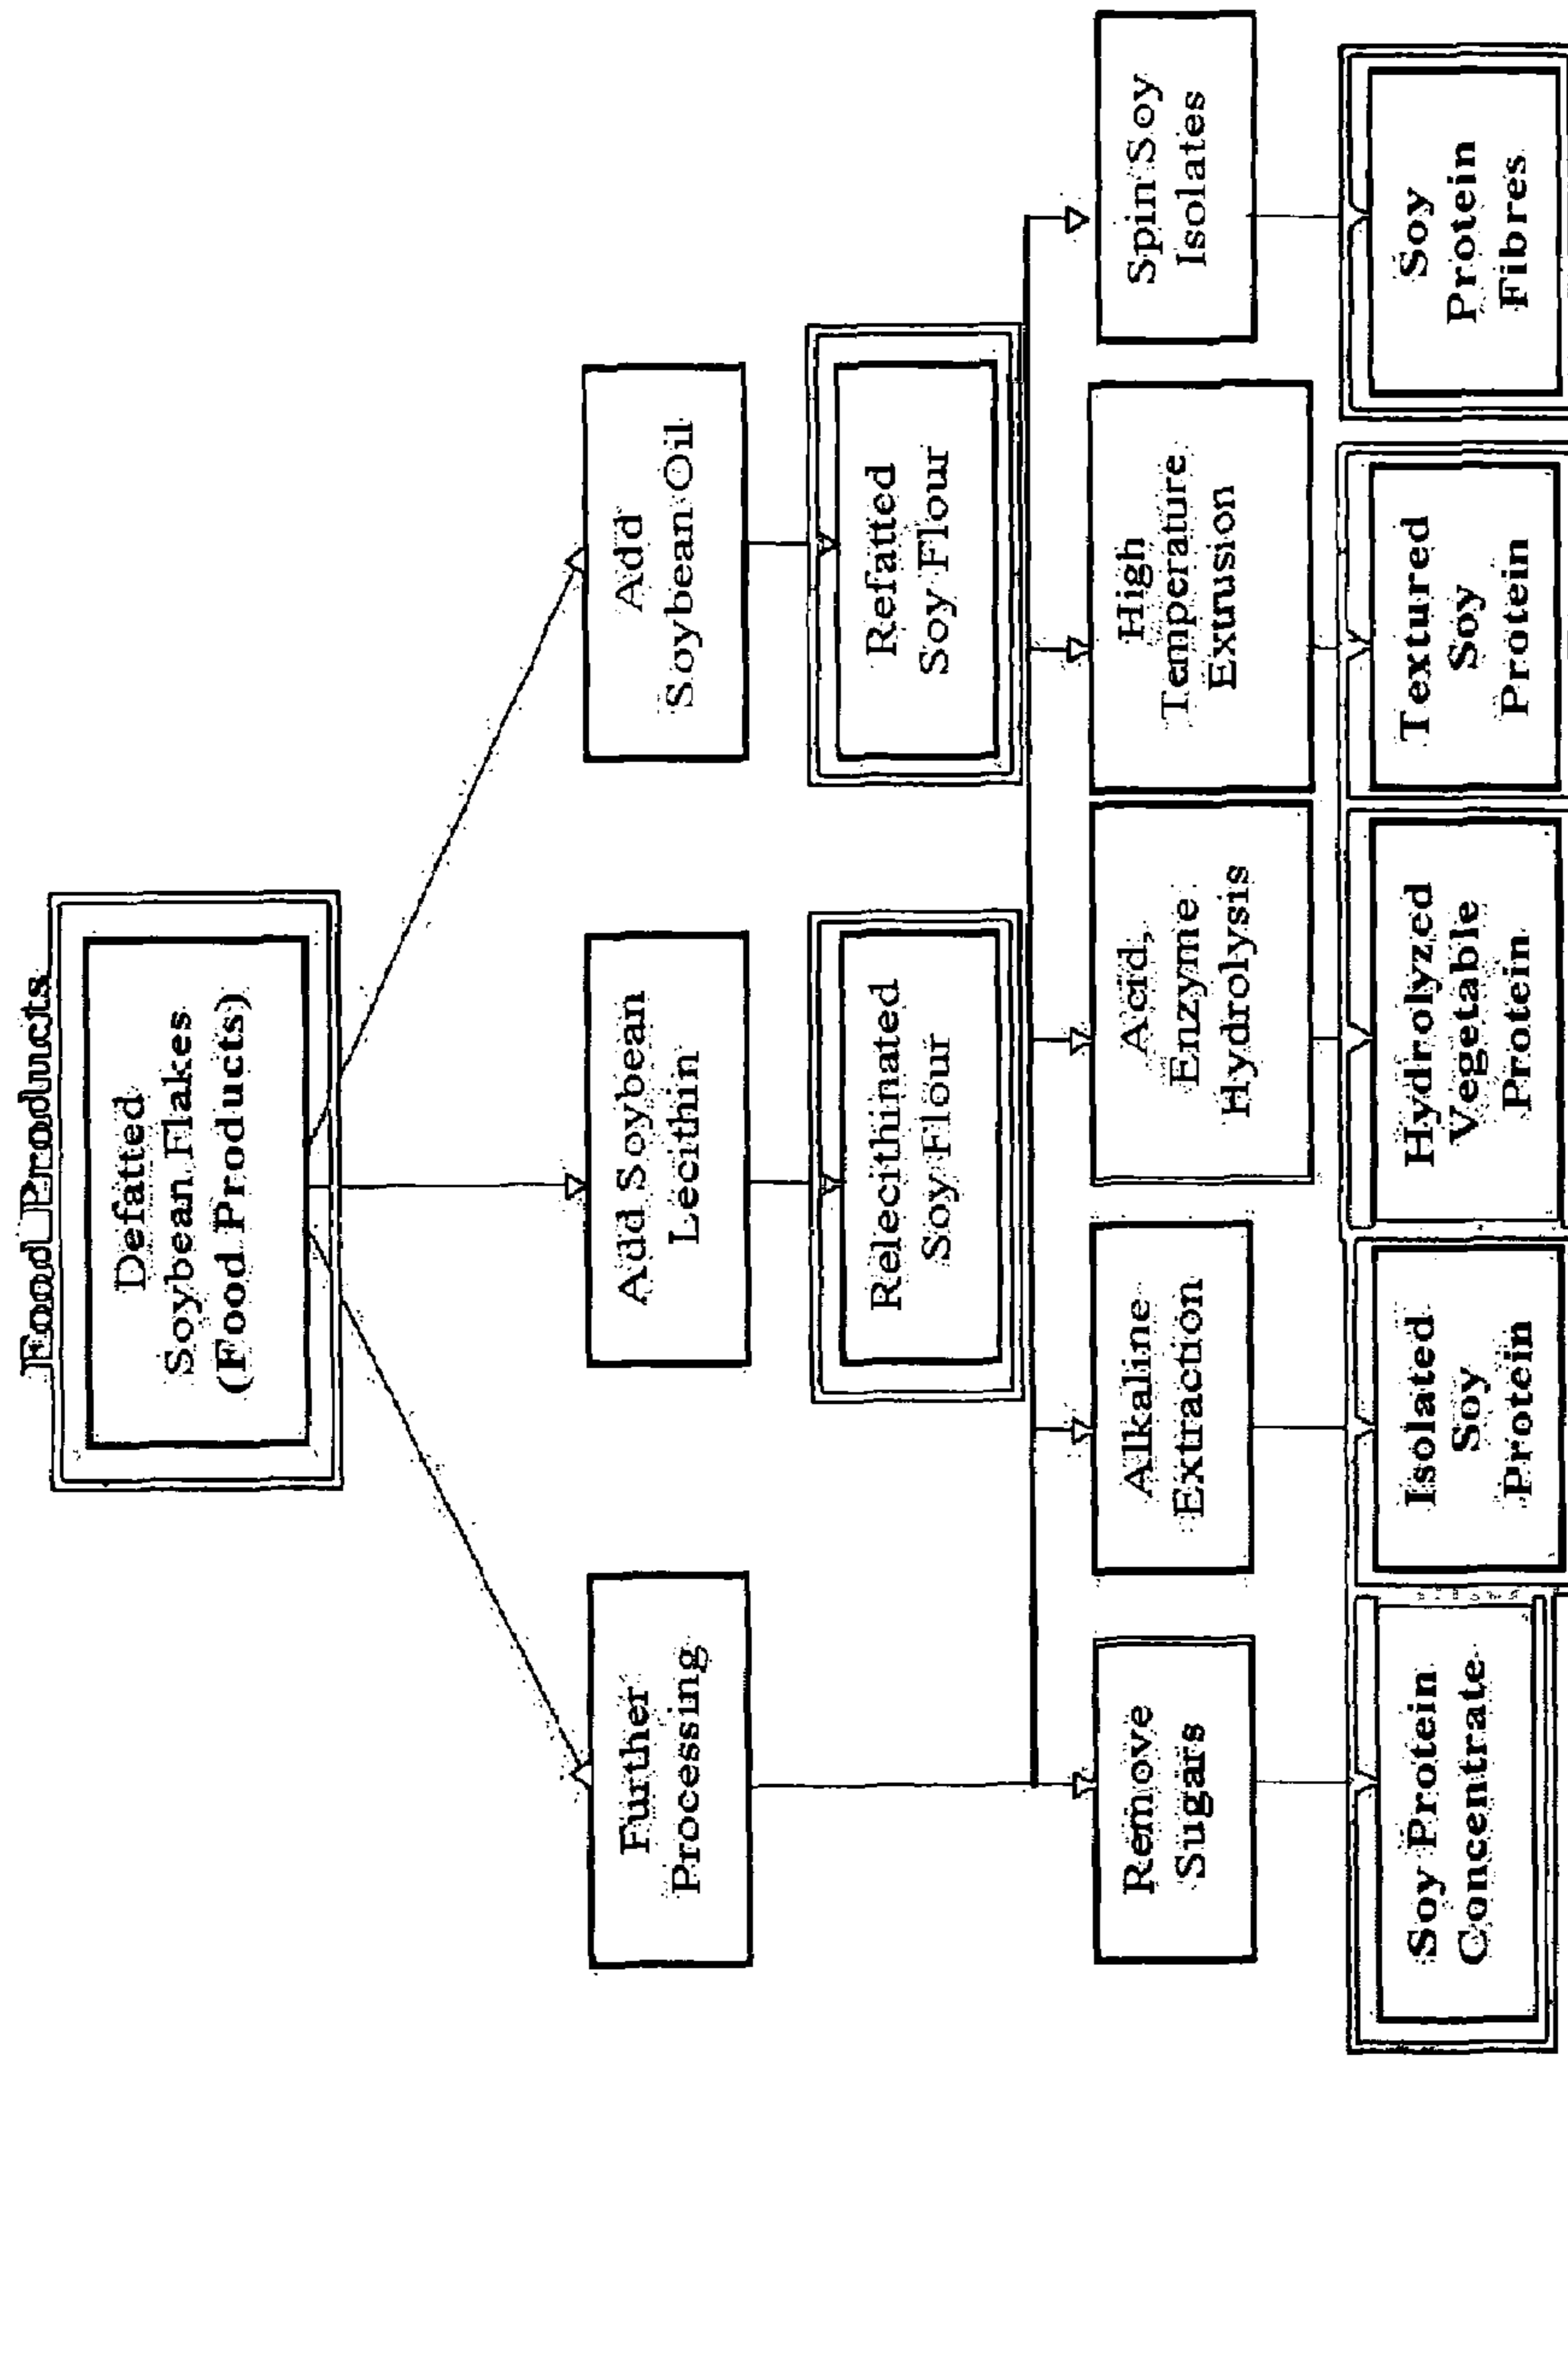 Food Products
Defatted
Soybean Flakes
(Food Products)
Further
Processing
Add Soybean
Lecithin
Add
Soybean Oil
Relecithinated
Soy Flour
Refatted
Soy Flour
Remove
Sugars
Alkaline
Extraction
Acid,
Enzyme
Hydrolysis
High
Temperature
Extrusion
Spin Soy
Isolates
Soy Protein
Concentrate
Isolated
Soy
Protein
Hydrolyzed
Vegetable
Protein
Textured
Soy
Protein
Soy
Protein
Fibres